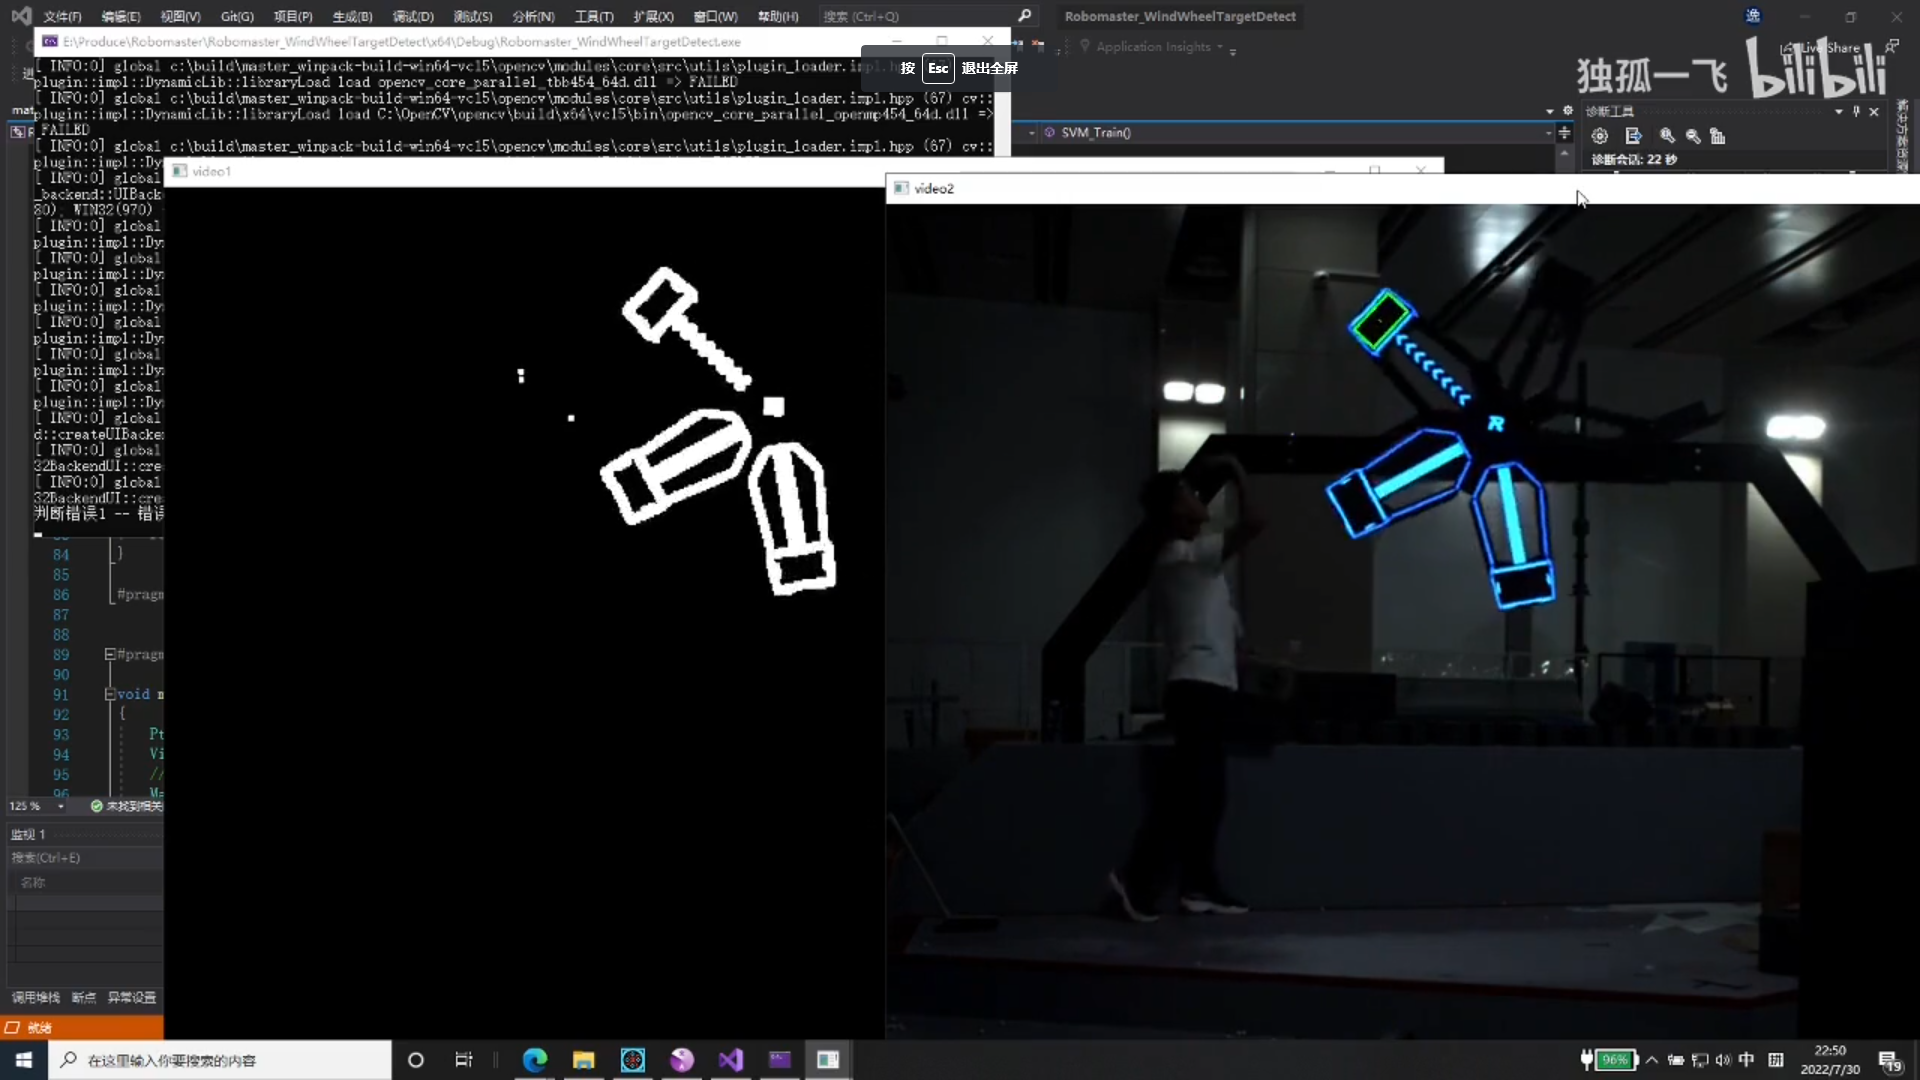 文件(F) 编辑(E) 视图(V) Git(G) 项目(P) 生成(B) 调试(D) 测试(S) 分析(N) 工具(T) 扩展(X) 窗口(W) 帮助(H) 搜索 (Ctrl+Q) Robomaster_WindWheelTargetDetect 逸
E:\Produce\Robomaster\Robomaster_WindWheelTargetDetect\x64\Debug\Robomaster_WindWheelTargetDetect.exe
Application Insights
Live Share
按 Esc 退出全屏
独孤一飞 bilibili
[ INFO:0] global c:\build\master_winpack-build-win64-vc15\opencv\modules\core\src\utils\plugin_loader.impl.hpp
plugin::impl::DynamicLib::libraryLoad load opencv_core_parallel_tbb454_64d.dll => FAILED
[ INFO:0] global c:\build\master_winpack-build-win64-vc15\opencv\modules\core\src\utils\plugin_loader.impl.hpp (67) cv::
plugin::impl::DynamicLib::libraryLoad load C:\OpenCV\opencv\build\x64\vc15\bin\opencv_core_parallel_openmp454_64d.dll =>
FAILED
[ INFO:0] global c:\build\master_winpack-build-win64-vc15\opencv\modules\core\src\utils\plugin_loader.impl.hpp (67) cv::
SVM_Train()
诊断工具
诊断会话: 22 秒
video1
video2
plugin::impl::Dy
[ INFO:0] global
_backend::UIBack
80), WIN32(970)
[ INFO:0] global
plugin::impl::Dy
[ INFO:0] global
plugin::impl::Dy
[ INFO:0] global
plugin::impl::Dy
[ INFO:0] global
plugin::impl::Dy
[ INFO:0] global
plugin::impl::Dy
[ INFO:0] global
plugin::impl::Dy
[ INFO:0] global
d::createUIBacke
[ INFO:0] global
32BackendUI::cre
[ INFO:0] global
32BackendUI::cre
判断错误1 -- 错误
R
84 }
85
86 #pragm
87
88
89 #pragm
90
91 void m
92 {
93 Pt
94 Vi
95 //
96 Ma
125 % 未找到相关
监视 1
搜索(Ctrl+E)
名称
调用堆栈 断点 异常设置
就绪
在这里输入你要搜索的内容
96% 中 拼
22:50
2022/7/30
19